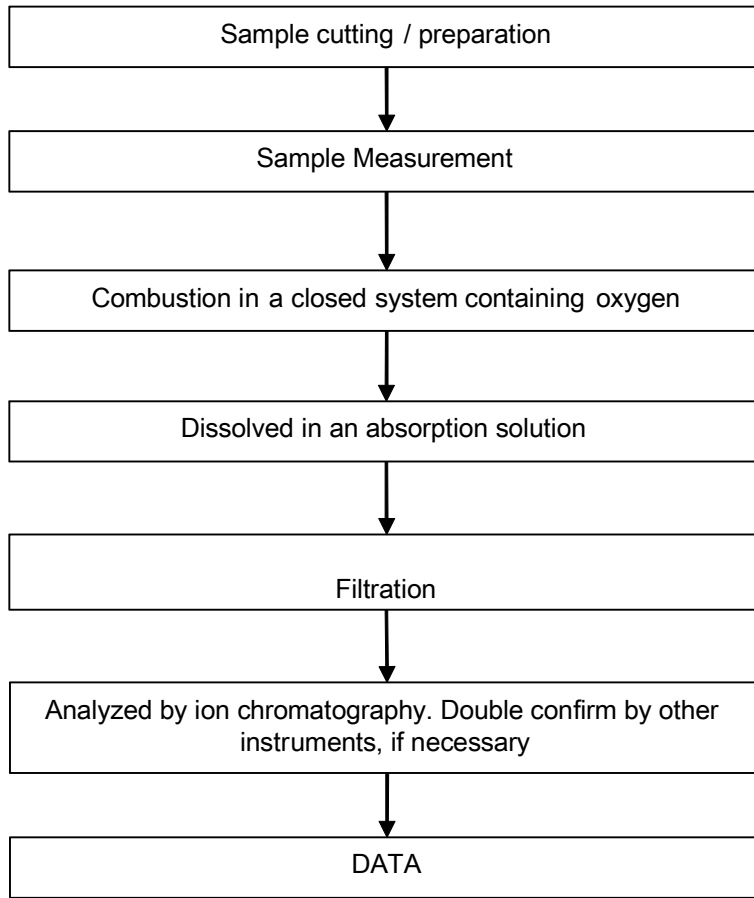 Sample cutting / preparation
Sample Measurement
Combustion in a closed system containing oxygen
Dissolved in an absorption solution
Filtration
Analyzed by ion chromatography. Double confirm by other
instruments, if necessary
DATA